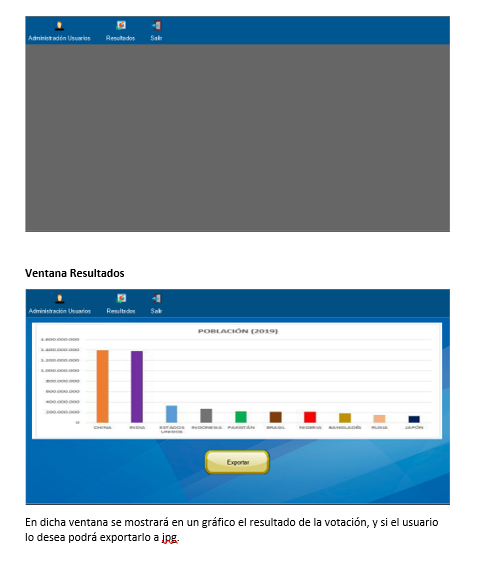 Administración Usuarios Resultados Salir
Ventana Resultados
Administración Usuarios Resultados Salir
POBLACIÓN (2019)
1.600.000.000
1.400.000.000
1.200.000.000
1.000.000.000
800.000.000
600.000.000
400.000.000
200.000.000
0
CHINA INDIA ESTADOS UNIDOS INDONESIA PAKISTÁN BRASIL NIGERIA BANGLADÉS RUSIA JAPÓN
Exportar
En dicha ventana se mostrará en un gráfico el resultado de la votación, y si el usuario
lo desea podrá exportarlo a jpg.